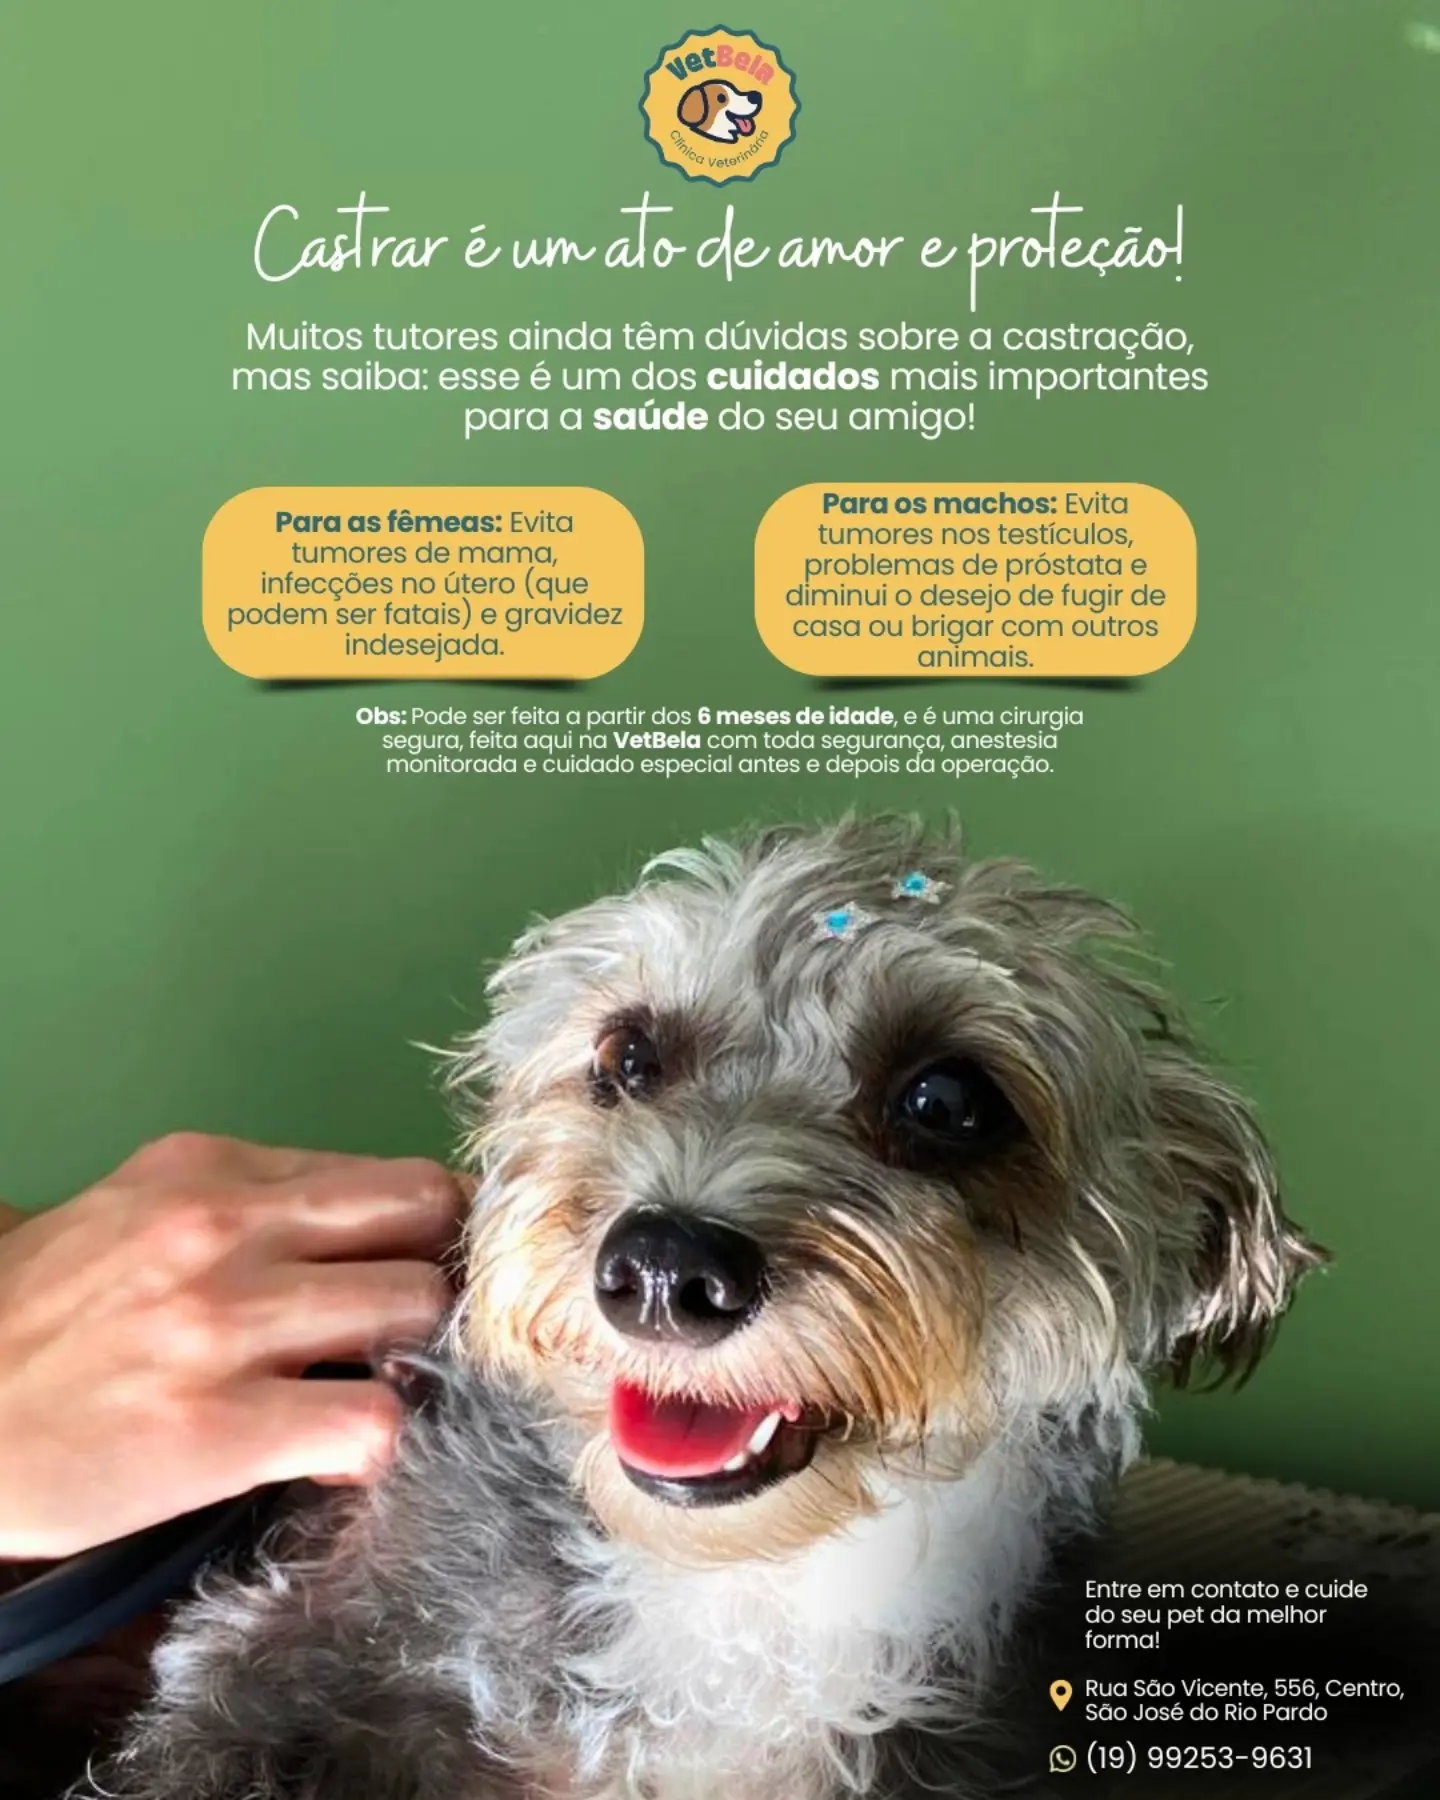 VetBela
Clínica Veterinária
Castrar é um ato de amor e proteção!
Muitos tutores ainda têm dúvidas sobre a castração,
mas saiba: esse é um dos cuidados mais importantes
para a saúde do seu amigo!
Para as fêmeas: Evita
tumores de mama,
infecções no útero (que
podem ser fatais) e gravidez
indesejada.
Para os machos: Evita
tumores nos testículos,
problemas de próstata e
diminui o desejo de fugir de
casa ou brigar com outros
animais.
Obs: Pode ser feita a partir dos 6 meses de idade, e é uma cirurgia
segura, feita aqui na VetBela com toda segurança, anestesia
monitorada e cuidado especial antes e depois da operação.
Entre em contato e cuide
do seu pet da melhor
forma!
Rua São Vicente, 556, Centro,
São José do Rio Pardo
(19) 99253-9631